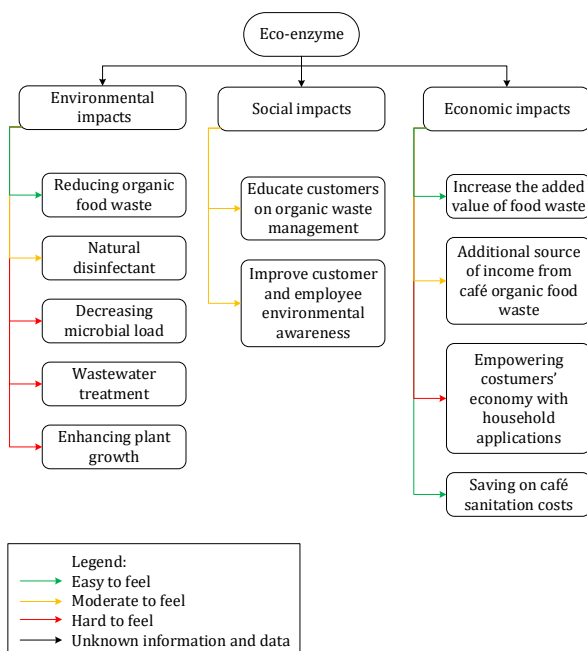 Eco-enzyme
Environmental
impacts
Social impacts
Economic impacts
Reducing organic
food waste
Natural
disinfectant
Decreasing
microbial load
Wastewater
treatment
Enhancing plant
growth
Educate customers
on organic waste
management
Improve customer
and employee
environmental
awareness
Increase the added
value of food waste
Additional source
of income from
café organic food
waste
Empowering
costumers’
economy with
household
applications
Saving on café
sanitation costs
Legend:
Easy to feel
Moderate to feel
Hard to feel
Unknown information and data